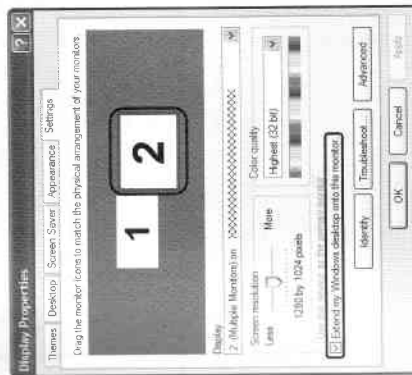 Display Properties
Themes Desktop Screen Saver Appearance Settings
Drag the monitor icons to match the physical arrangement of your monitors.
1 2
Display:
2. (Multiple Monitors) on
Screen resolution
Less More
1280 by 1024 pixels
Color quality
Highest (32 bit)
Extend my Windows desktop onto this monitor.
Identify Troubleshoot... Advanced
OK Cancel Apply